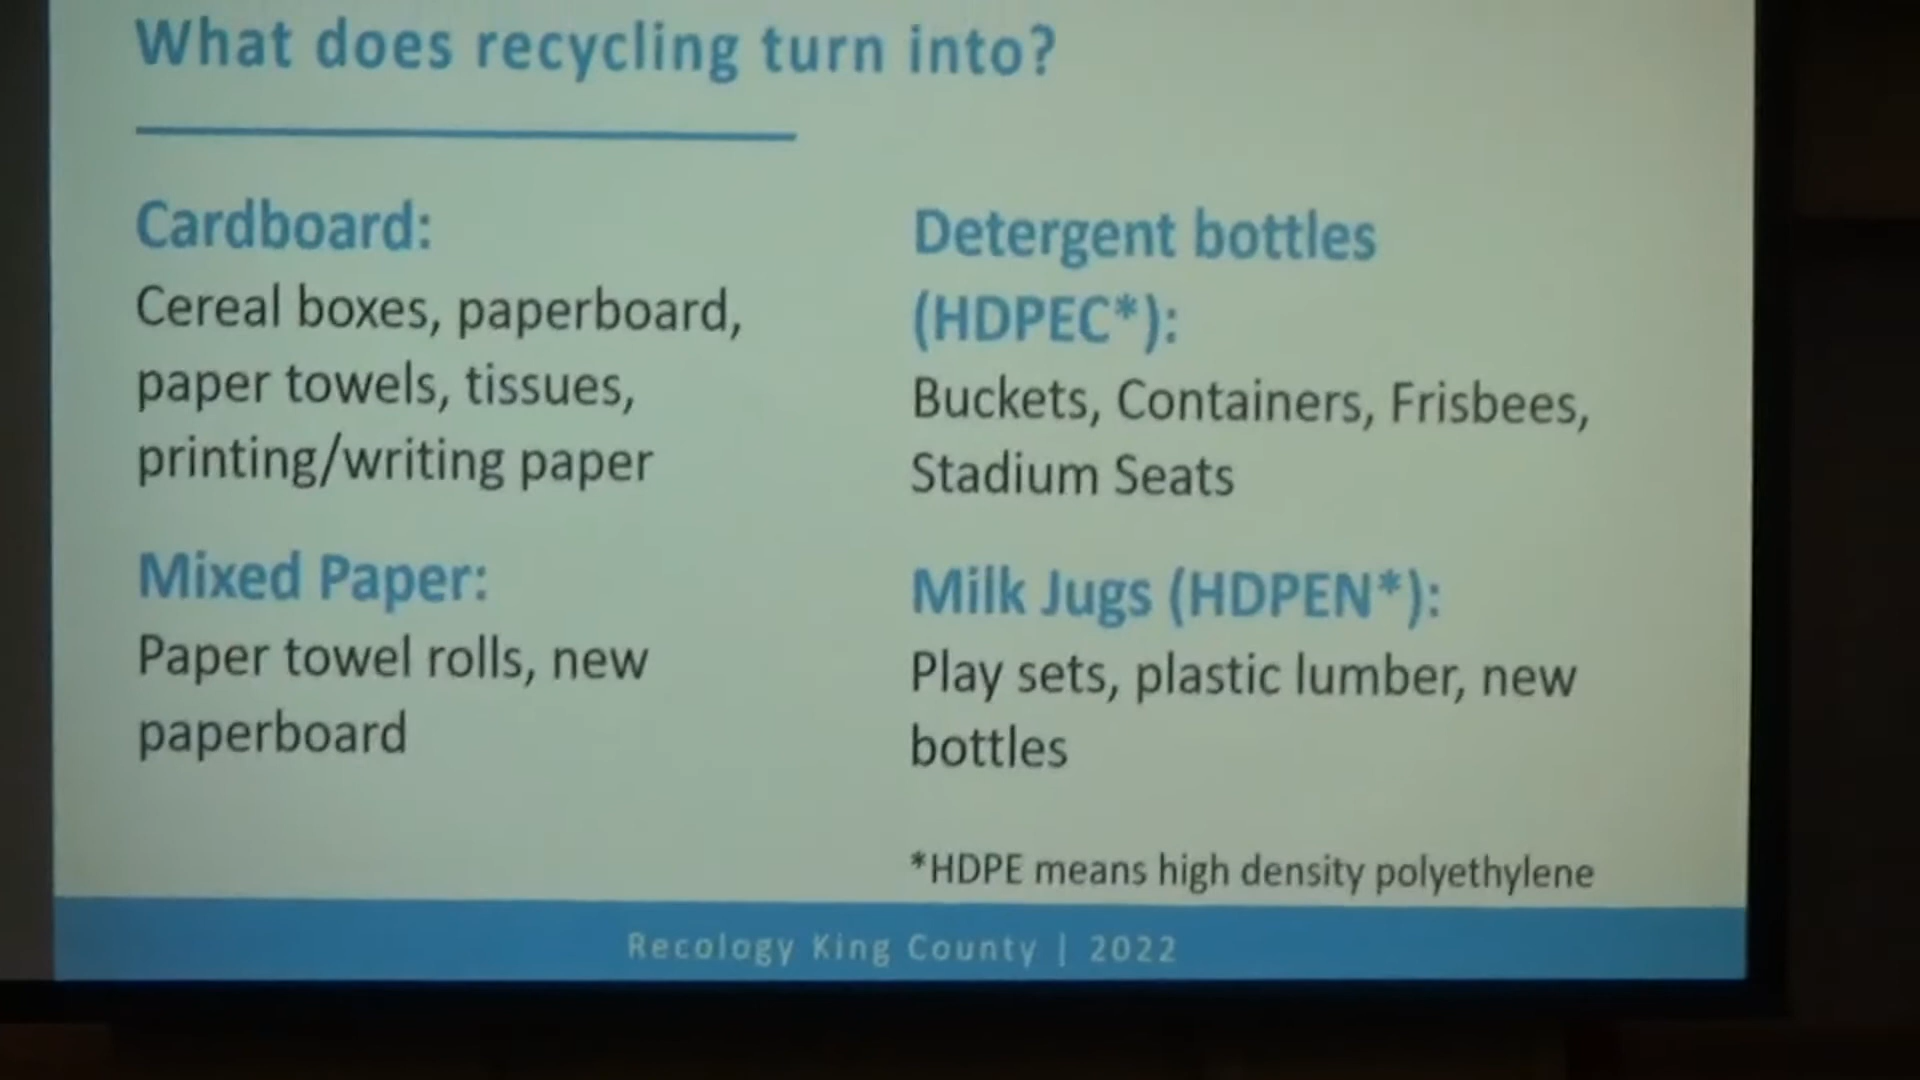 What does recycling turn into?
Cardboard:
Cereal boxes, paperboard,
paper towels, tissues,
printing/writing paper
Mixed Paper:
Paper towel rolls, new
paperboard
Detergent bottles
(HDPEC*):
Buckets, Containers, Frisbees,
Stadium Seats
Milk Jugs (HDPEN*):
Play sets, plastic lumber, new
bottles
*HDPE means high density polyethylene
Recology King County | 2022